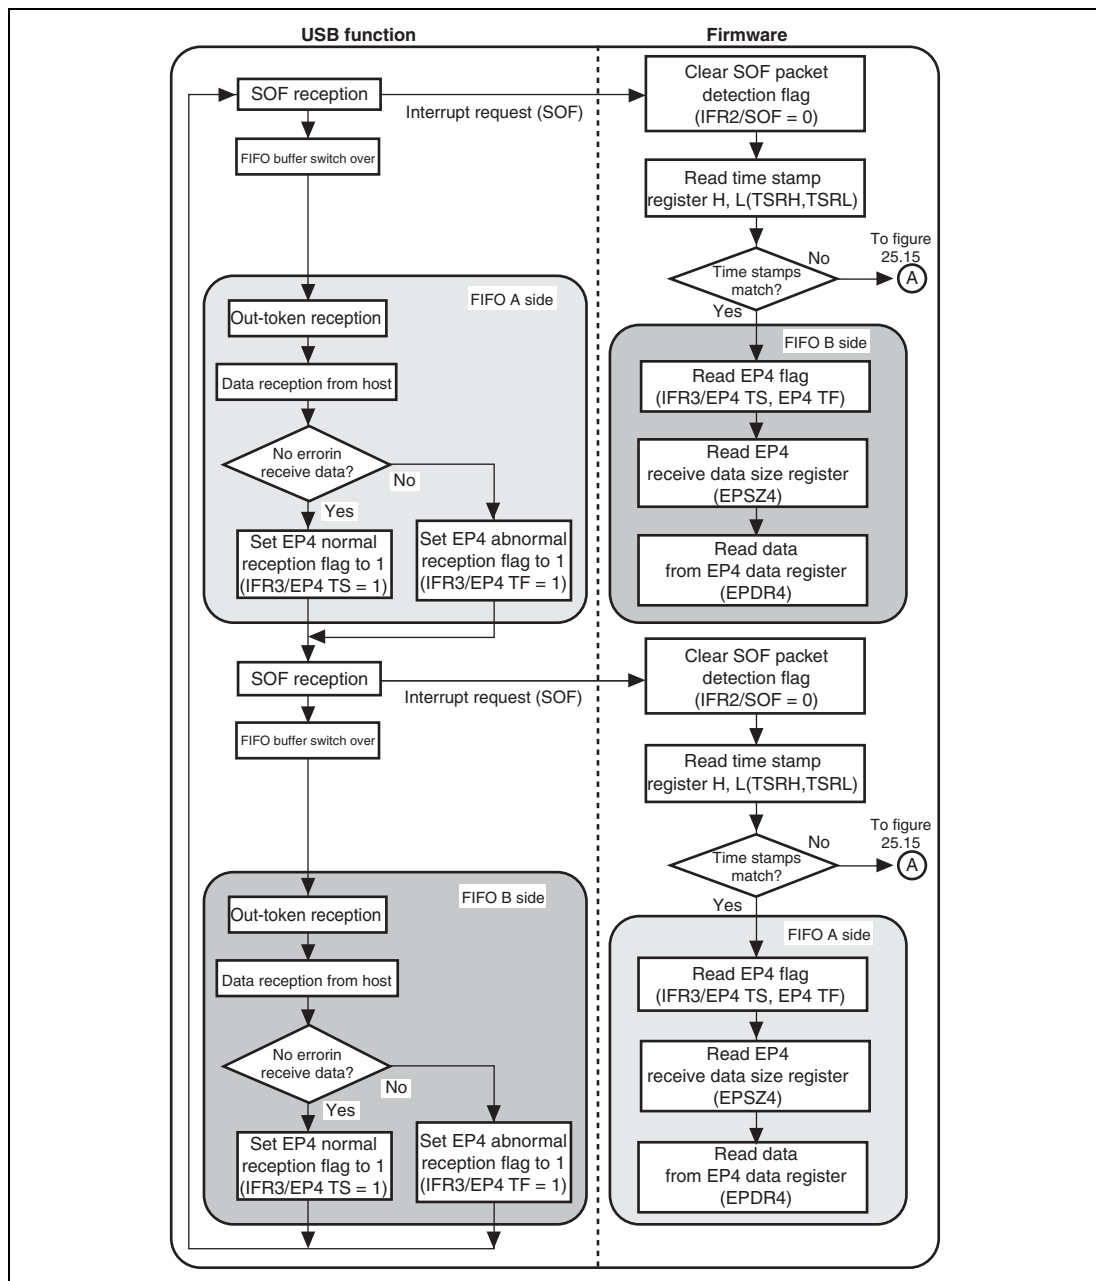 USB function
Firmware
SOF reception
Interrupt request (SOF)
Clear SOF packet
detection flag
(IFR2/SOF = 0)
FIFO buffer switch over
Read time stamp
register H, L(TSRH,TSRL)
Time stamps
match?
No
To figure
25.15
A
Yes
FIFO A side
Out-token reception
Data reception from host
No errorin
receive data?
No
Yes
Set EP4 normal
reception flag to 1
(IFR3/EP4 TS = 1)
Set EP4 abnormal
reception flag to 1
(IFR3/EP4 TF = 1)
FIFO B side
Read EP4 flag
(IFR3/EP4 TS, EP4 TF)
Read EP4
receive data size register
(EPSZ4)
Read data
from EP4 data register
(EPDR4)
SOF reception
Interrupt request (SOF)
Clear SOF packet
detection flag
(IFR2/SOF = 0)
FIFO buffer switch over
Read time stamp
register H, L(TSRH,TSRL)
Time stamps
match?
No
To figure
25.15
A
Yes
FIFO B side
Out-token reception
Data reception from host
No errorin
receive data?
No
Yes
Set EP4 normal
reception flag to 1
(IFR3/EP4 TS = 1)
Set EP4 abnormal
reception flag to 1
(IFR3/EP4 TF = 1)
FIFO A side
Read EP4 flag
(IFR3/EP4 TS, EP4 TF)
Read EP4
receive data size register
(EPSZ4)
Read data
from EP4 data register
(EPDR4)